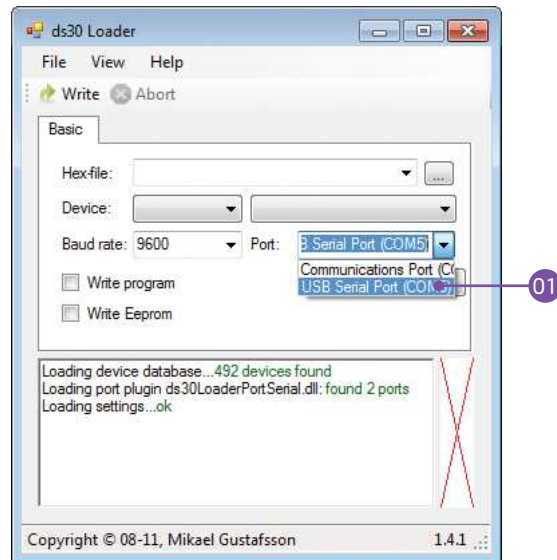 ds30 Loader
File View Help
Write Abort
Basic
Hex-file: ...
Device:
Baud rate: 9600 Port: B Serial Port (COM5)
Communications Port
Write program USB Serial Port
01
Write Eeprom
Loading device database...492 devices found
Loading port plugin ds30LoaderPortSerial.dll: found 2 ports
Loading settings...ok
Copyright © 08-11, Mikael Gustafsson 1.4.1